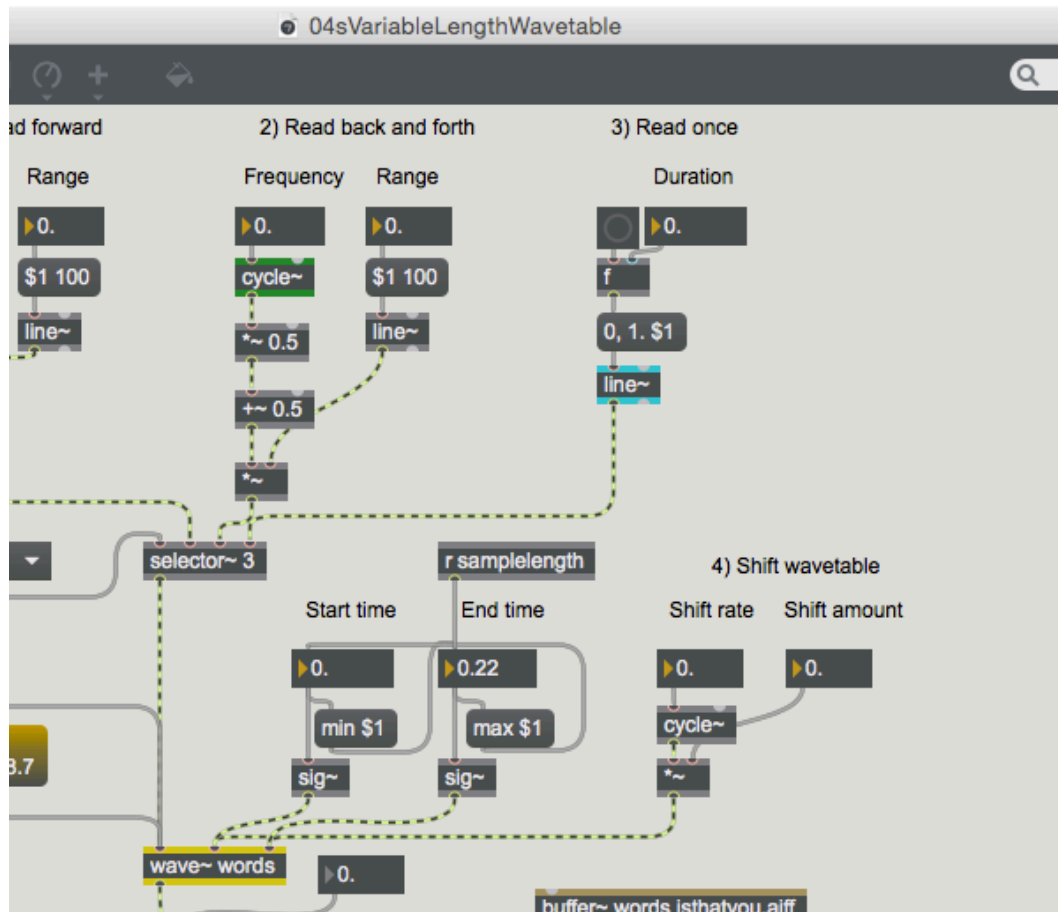 04sVariableLengthWavetable
ad forward
2) Read back and forth
3) Read once
Range
Frequency
Range
Duration
0.
0.
0.
0.
$1 100
cycle~
$1 100
f
line~
*~ 0.5
line~
0, 1. $1
line~
+~ 0.5
*~
selector~ 3
r samplelength
4) Shift wavetable
Start time
End time
Shift rate
Shift amount
0.
0.22
0.
0.
min $1
max $1
cycle~
3.7
sig~
sig~
*~
wave~ words
0.
buffer~ words isthatyou.aiff